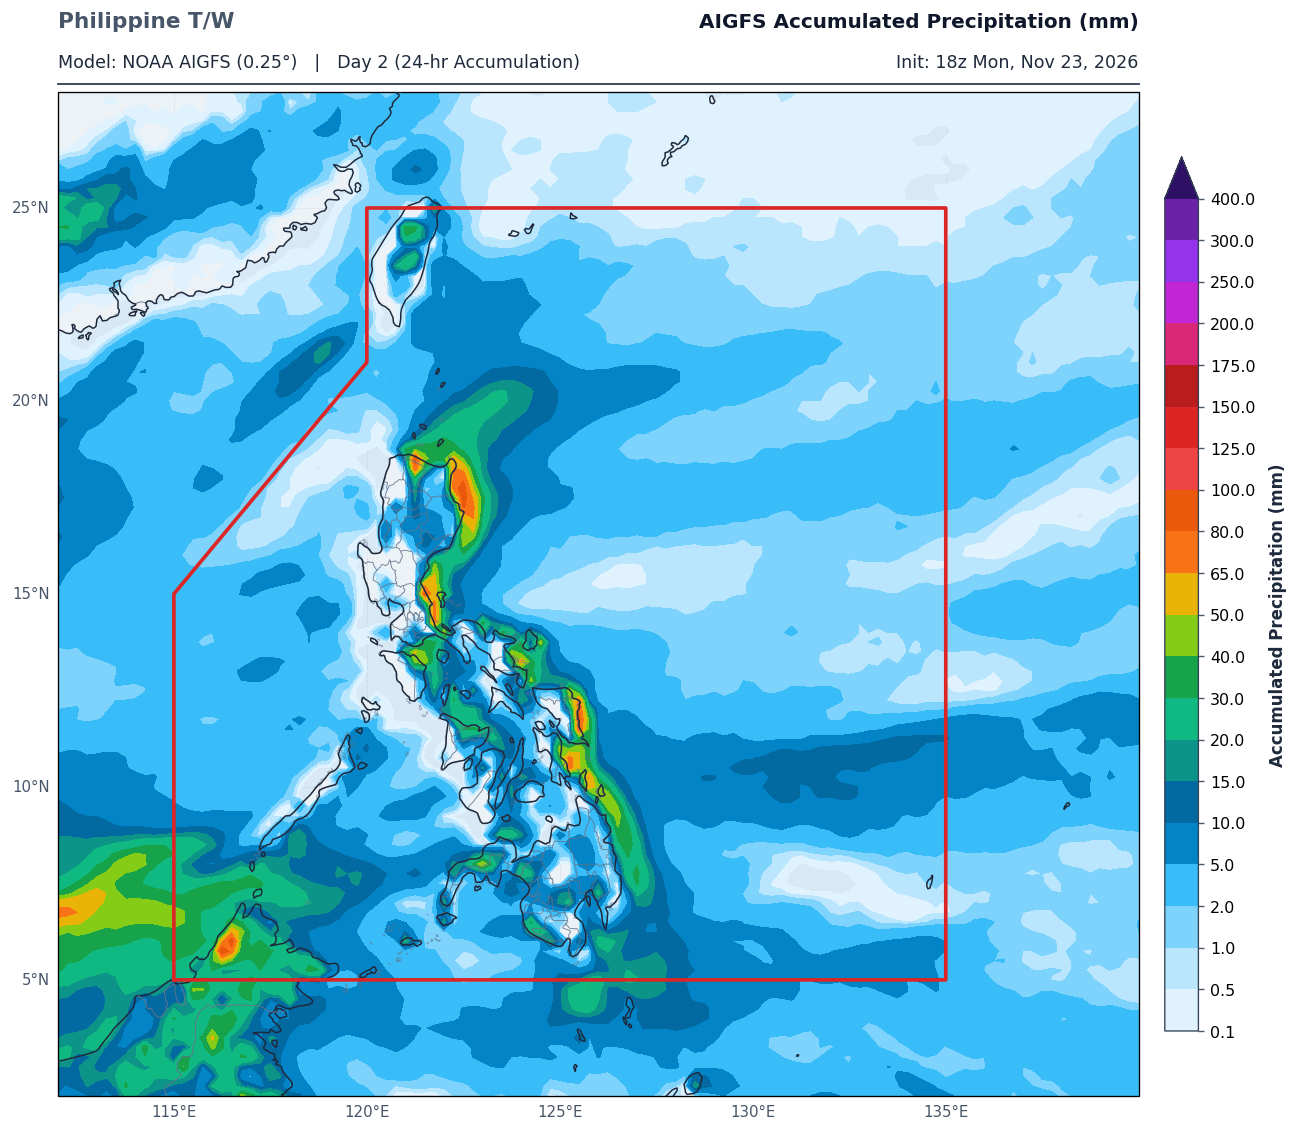 Philippine T/W
AIGFS Accumulated Precipitation (mm)
Model: NOAA AIGFS (0.25°)   |   Day 2 (24-hr Accumulation)
Init: 18z Mon, Nov 23, 2026
25°N
20°N
15°N
10°N
5°N
115°E
120°E
125°E
130°E
135°E
400.0
300.0
250.0
200.0
175.0
150.0
125.0
100.0
80.0
65.0
50.0
40.0
30.0
20.0
15.0
10.0
5.0
2.0
1.0
0.5
0.1
Accumulated Precipitation (mm)